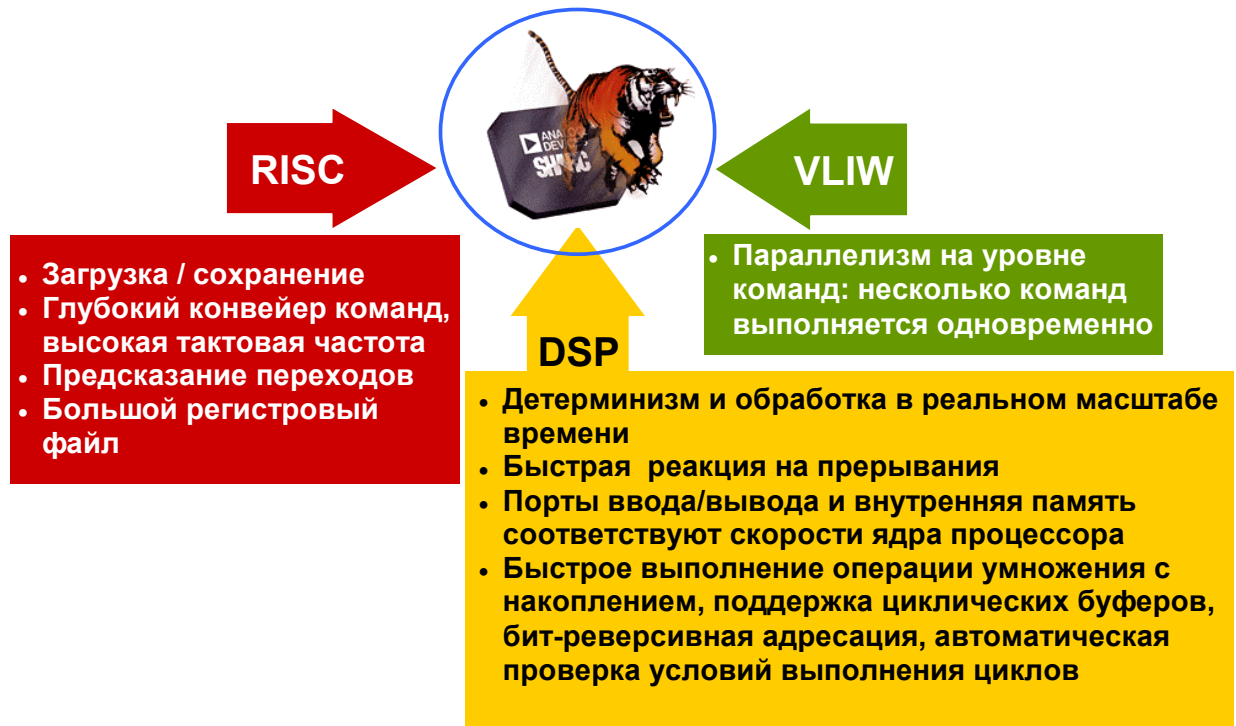 ANALOG
DEVICES
SHARC
RISC
VLIW
DSP
• Загрузка / сохранение
• Глубокий конвейер команд,
высокая тактовая частота
• Предсказание переходов
• Большой регистровый
файл
• Параллелизм на уровне
команд: несколько команд
выполняется одновременно
• Детерминизм и обработка в реальном масштабе
времени
• Быстрая реакция на прерывания
• Порты ввода/вывода и внутренняя память
соответствуют скорости ядра процессора
• Быстрое выполнение операции умножения с
накоплением, поддержка циклических буферов,
бит-реверсивная адресация, автоматическая
проверка условий выполнения циклов